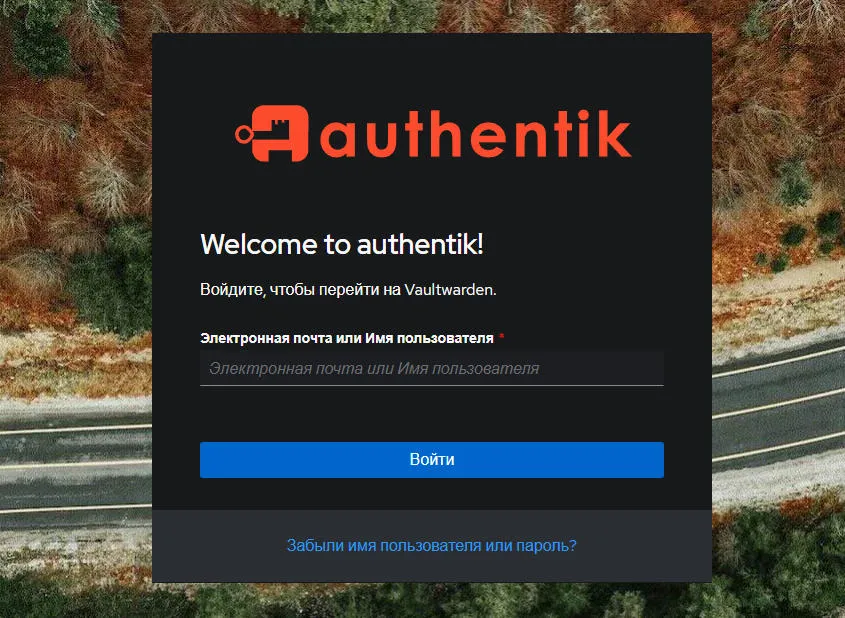 authentik
Welcome to authentik!
Войдите, чтобы перейти на Vaultwarden.
Электронная почта или Имя пользователя *
Электронная почта или Имя пользователя
Войти
Забыли имя пользователя или пароль?